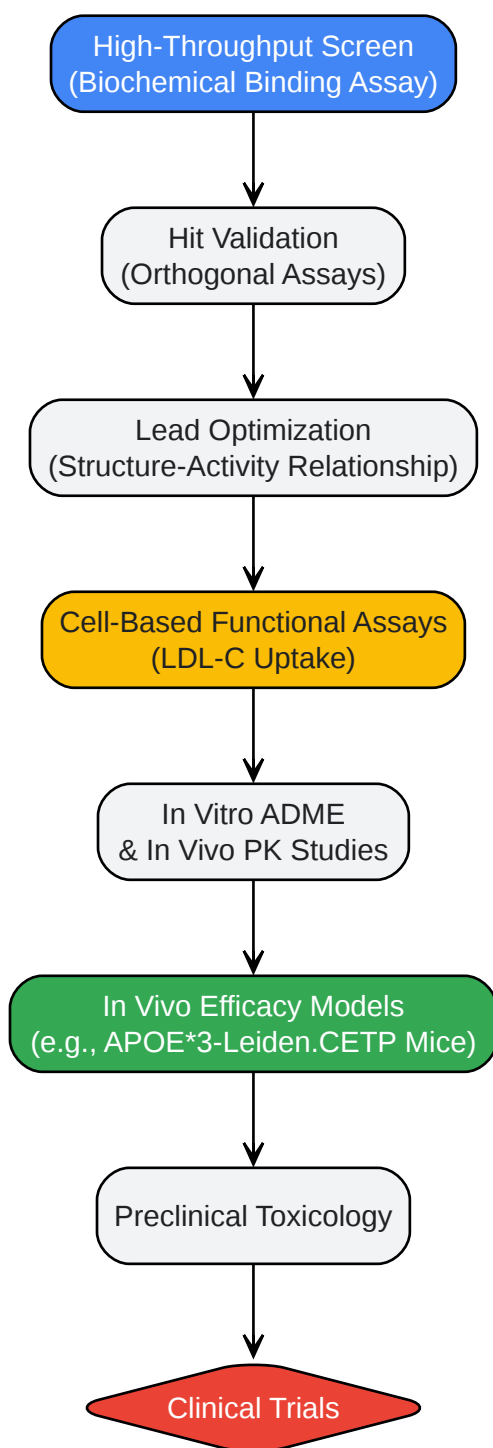 High-Throughput Screen
(Biochemical Binding Assay)
Hit Validation
(Orthogonal Assays)
Lead Optimization
(Structure-Activity Relationship)
Cell-Based Functional Assays
(LDL-C Uptake)
In Vitro ADME
& In Vivo PK Studies
In Vivo Efficacy Models
(e.g., APOE*3-Leiden.CETP Mice)
Preclinical Toxicology
Clinical Trials